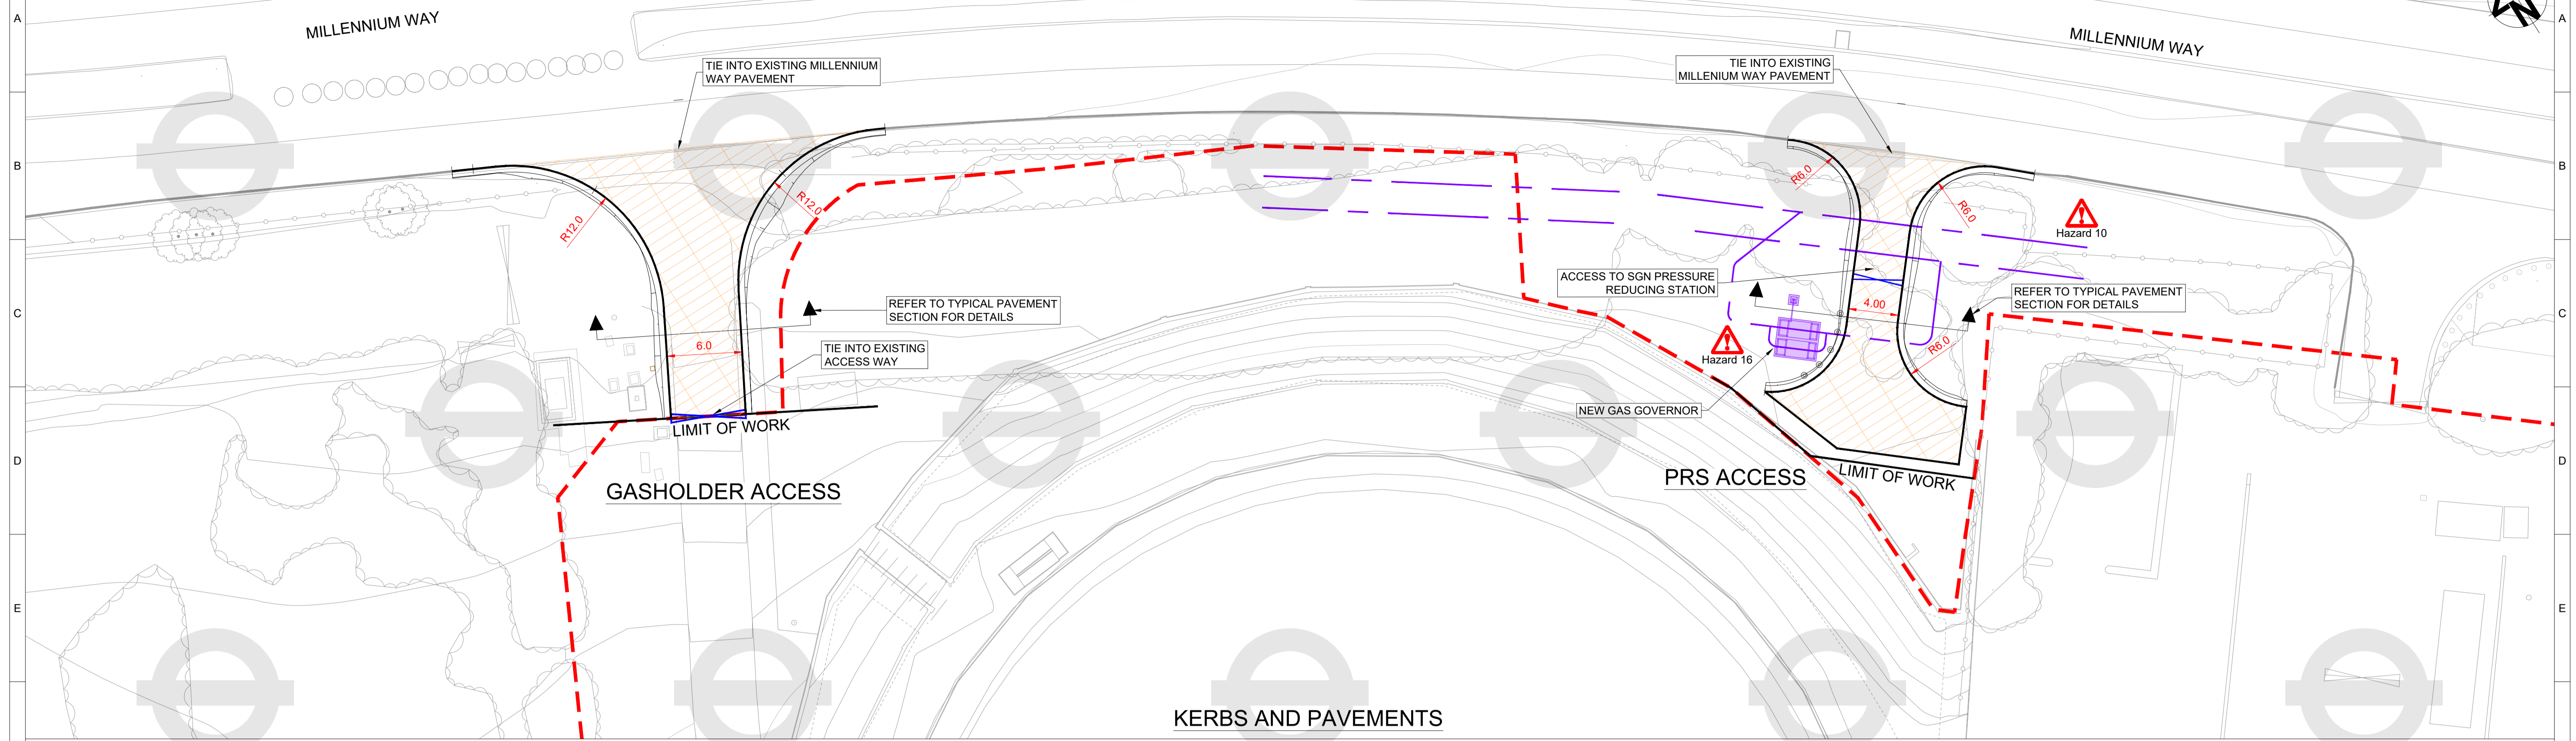 A
A
MILLENNIUM WAY
MILLENNIUM WAY
N
TIE INTO EXISTING MILLENNIUM
WAY PAVEMENT
TIE INTO EXISTING
MILLENIUM WAY PAVEMENT
B
B
R12.0
R12.0
R6.0
R6.0
Hazard 10
ACCESS TO SGN PRESSURE
REDUCING STATION
REFER TO TYPICAL PAVEMENT
SECTION FOR DETAILS
REFER TO TYPICAL PAVEMENT
SECTION FOR DETAILS
C
C
4.00
6.0
R6.0
TIE INTO EXISTING
ACCESS WAY
Hazard 16
NEW GAS GOVERNOR
LIMIT OF WORK
D
D
LIMIT OF WORK
GASHOLDER ACCESS
PRS ACCESS
E
E
KERBS AND PAVEMENTS